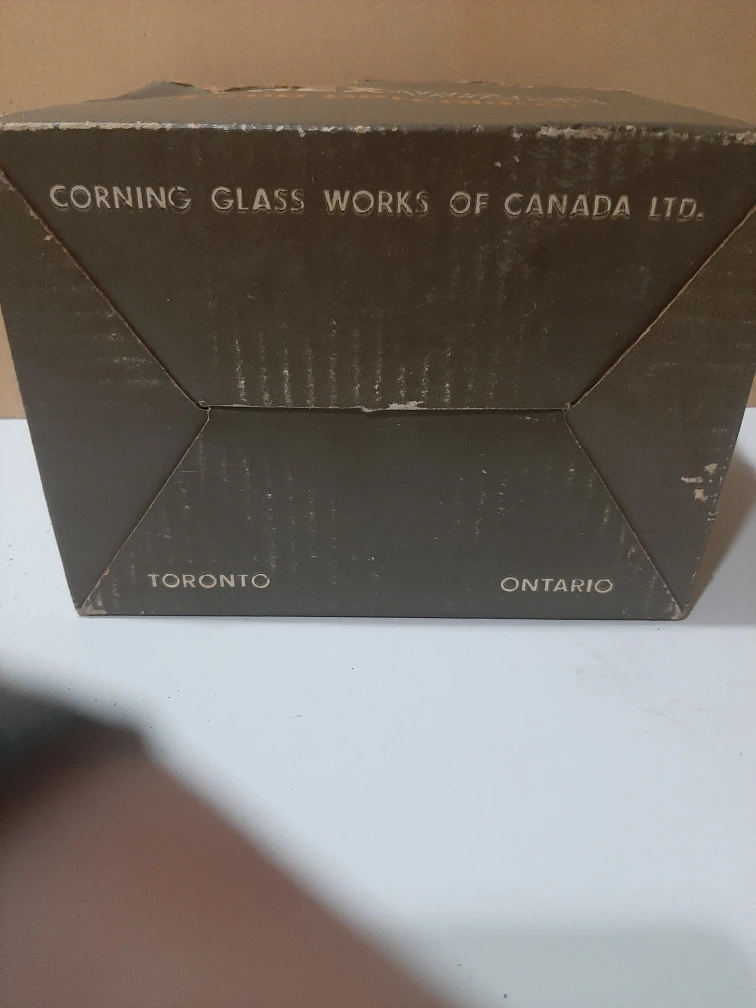 CORNING GLASS WORKS OF CANADA LTD.
TORONTO ONTARIO